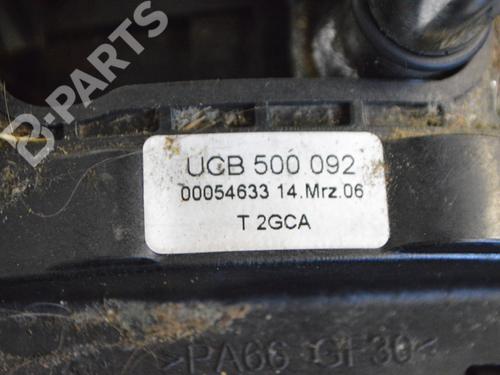 B-PARTS
UCB 500 092
00054633 14.Mrz.06
T 2GCA
>PA66 GF30<